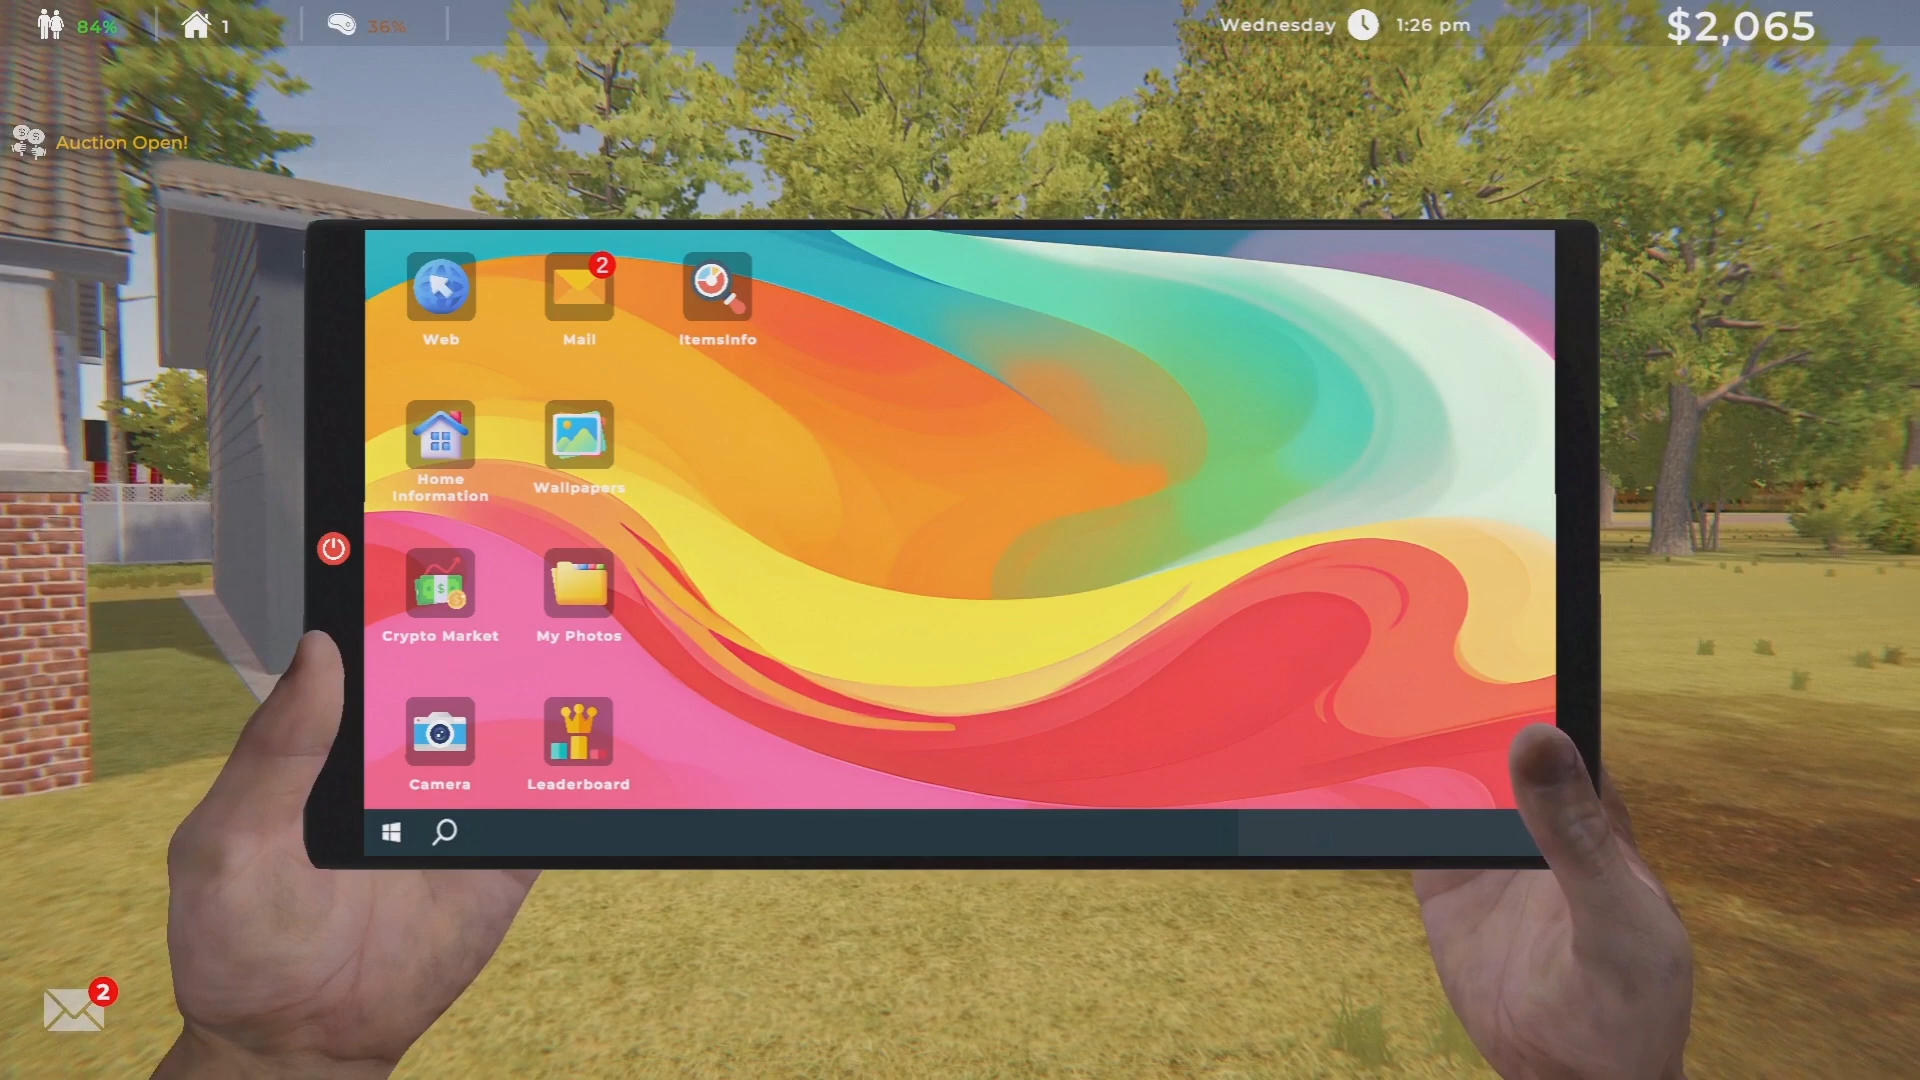 84%
1
36%
Wednesday
1:26 pm
$2,065
Auction Open!
Web
2
Mail
ItemsInfo
Home
Information
Wallpapers
Crypto Market
My Photos
Camera
Leaderboard
2